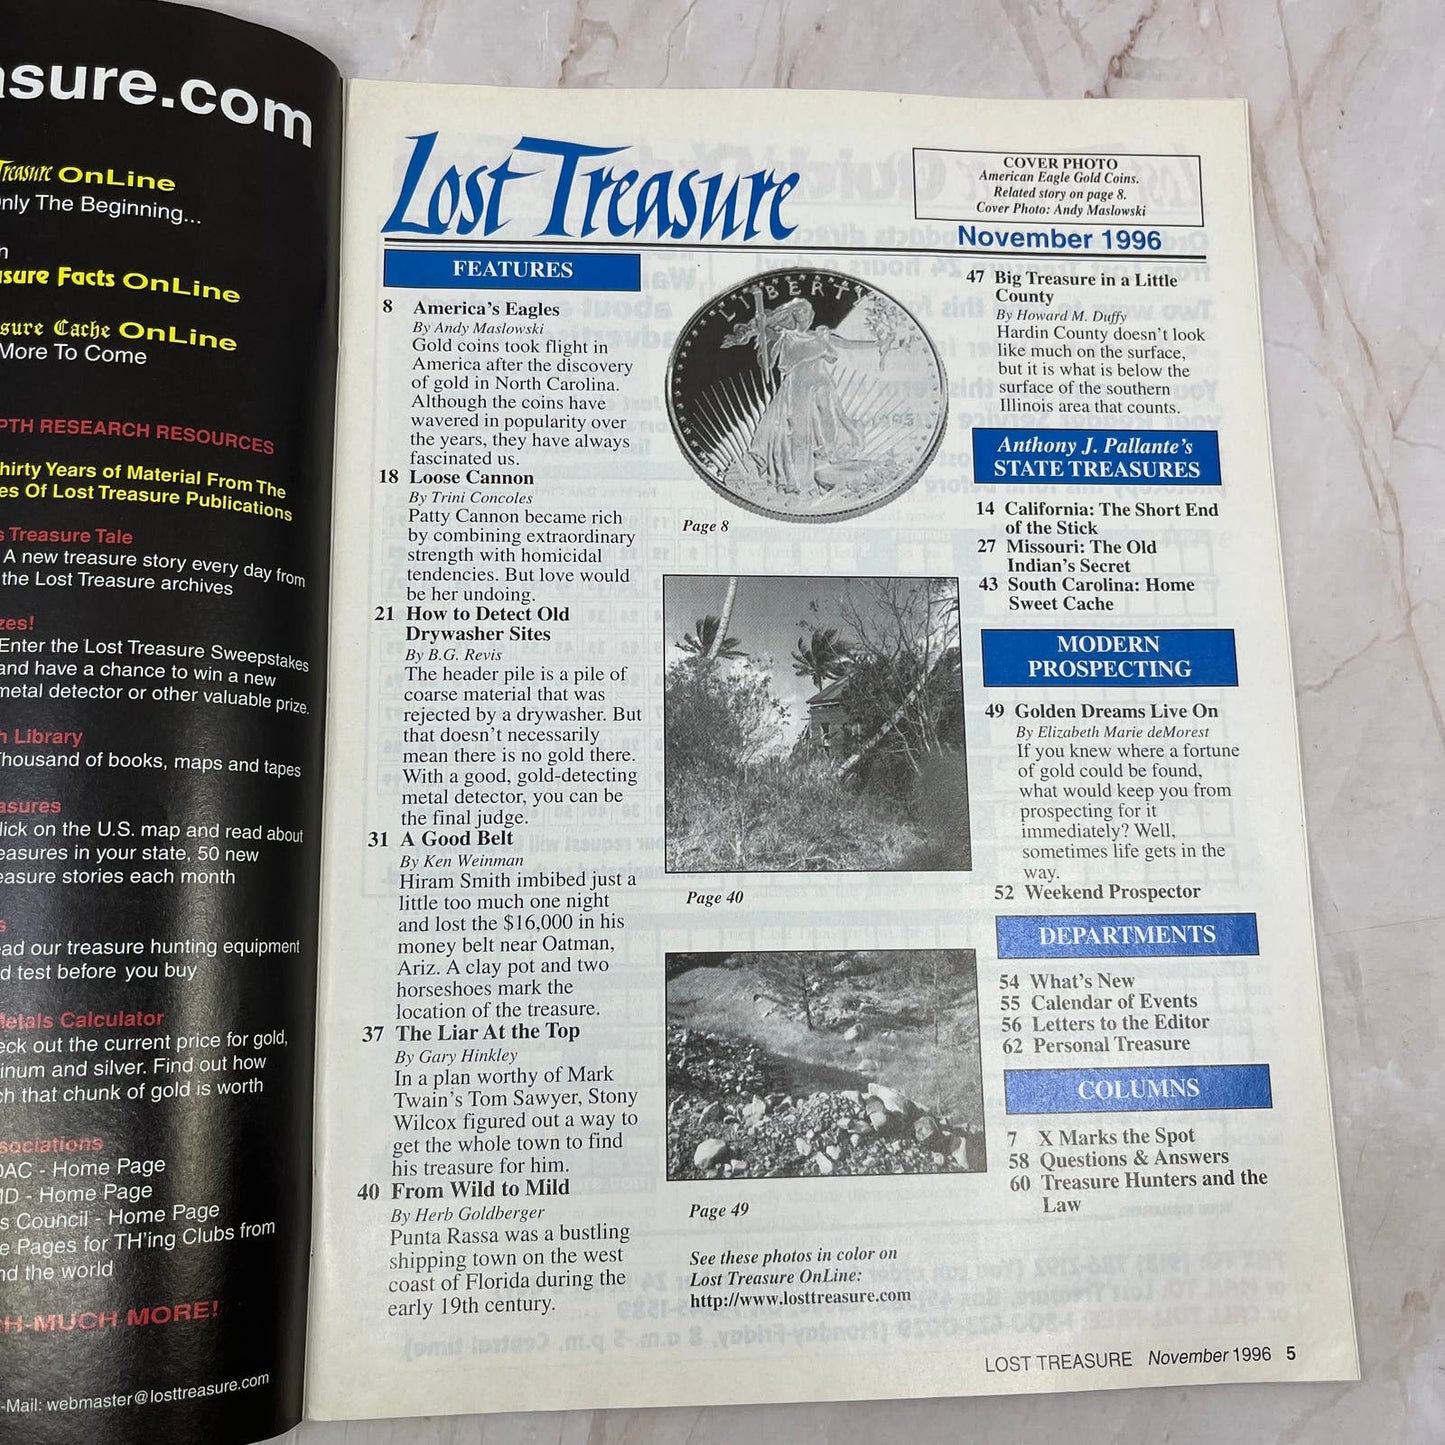 asure.com
Treasure OnLine
Only The Beginning...
asure Facts OnLine
asure Cache OnLine
More To Come
PTH RESEARCH RESOURCES
hirty Years of Material From The
es Of Lost Treasure Publications
s Treasure Tale
A new treasure story every day from
the Lost Treasure archives
zes!
Enter the Lost Treasure Sweepstakes
and have a chance to win a new
metal detector or other valuable prize.
h Library
Thousand of books, maps and tapes
asures
lick on the U.S. map and read about
easures in your state, 50 new
easure stories each month
s
ead our treasure hunting equipment
d test before you buy
Metals Calculator
eck out the current price for gold,
inum and silver. Find out how
ch that chunk of gold is worth
ssociations
OAC - Home Page
MD - Home Page
s Council - Home Page
e Pages for TH'ing Clubs from
nd the world
CH-MUCH MORE!
-Mail: webmaster@losttreasure.com
Lost Treasure
COVER PHOTO
American Eagle Gold Coins.
Related story on page 8.
Cover Photo: Andy Maslowski
November 1996
FEATURES
8 America's Eagles
By Andy Maslowski
Gold coins took flight in
America after the discovery
of gold in North Carolina.
Although the coins have
wavered in popularity over
the years, they have always
fascinated us.
18 Loose Cannon
By Trini Concoles
Patty Cannon became rich
by combining extraordinary
strength with homicidal
tendencies. But love would
be her undoing.
21 How to Detect Old
Drywasher Sites
By B.G. Revis
The header pile is a pile of
coarse material that was
rejected by a drywasher. But
that doesn't necessarily
mean there is no gold there.
With a good, gold-detecting
metal detector, you can be
the final judge.
31 A Good Belt
By Ken Weinman
Hiram Smith imbibed just a
little too much one night
and lost the $16,000 in his
money belt near Oatman,
Ariz. A clay pot and two
horseshoes mark the
location of the treasure.
37 The Liar At the Top
By Gary Hinkley
In a plan worthy of Mark
Twain's Tom Sawyer, Stony
Wilcox figured out a way to
get the whole town to find
his treasure for him.
40 From Wild to Mild
By Herb Goldberger
Punta Rassa was a bustling
shipping town on the west
coast of Florida during the
early 19th century.
LIBERTY
Page 8
Page 40
Page 49
See these photos in color on
Lost Treasure OnLine:
http://www.losttreasure.com
47 Big Treasure in a Little
County
By Howard M. Duffy
Hardin County doesn't look
like much on the surface,
but it is what is below the
surface of the southern
Illinois area that counts.
Anthony J. Pallante's
STATE TREASURES
14 California: The Short End
of the Stick
27 Missouri: The Old
Indian's Secret
43 South Carolina: Home
Sweet Cache
MODERN
PROSPECTING
49 Golden Dreams Live On
By Elizabeth Marie deMorest
If you knew where a fortune
of gold could be found,
what would keep you from
prospecting for it
immediately? Well,
sometimes life gets in the
way.
52 Weekend Prospector
DEPARTMENTS
54 What's New
55 Calendar of Events
56 Letters to the Editor
62 Personal Treasure
COLUMNS
7 X Marks the Spot
58 Questions & Answers
60 Treasure Hunters and the
Law
LOST TREASURE November 1996 5